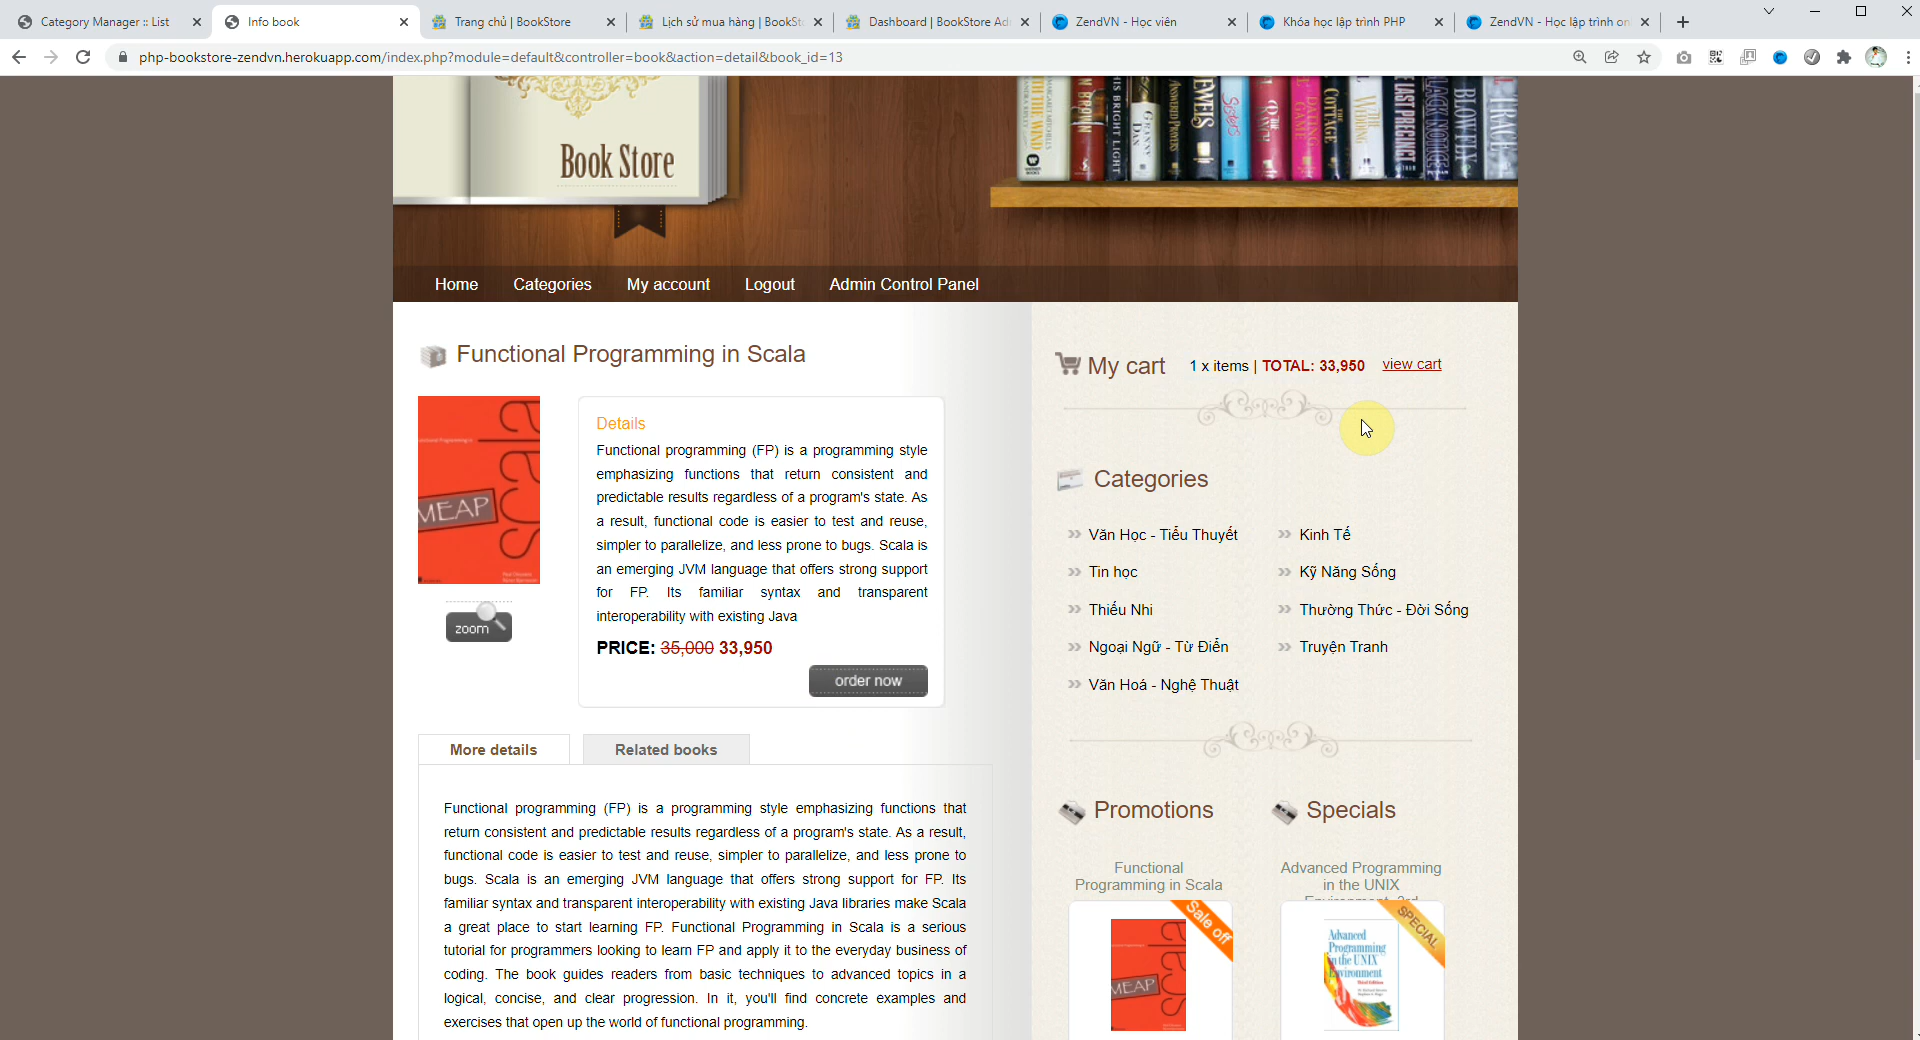 Category Manager :: List
Info book
Trang chủ | BookStore
Lịch sử mua hàng | BookSto
Dashboard | BookStore Adm
ZendVN - Học viên
Khóa học lập trình PHP
ZendVN - Học lập trình onl
php-bookstore-zendvn.herokuapp.com/index.php?module=default&controller=book&action=detail&book_id=13
Book Store
Home
Categories
My account
Logout
Admin Control Panel
Functional Programming in Scala
My cart
1 x items | TOTAL: 33,950
view cart
Details
Functional programming (FP) is a programming style
emphasizing functions that return consistent and
predictable results regardless of a program's state. As
a result, functional code is easier to test and reuse,
simpler to parallelize, and less prone to bugs. Scala is
an emerging JVM language that offers strong support
for FP. Its familiar syntax and transparent
interoperability with existing Java
PRICE: 35,000 33,950
order now
MEAP
scala
zoom
Categories
Văn Học - Tiểu Thuyết
Kinh Tế
Tin học
Kỹ Năng Sống
Thiếu Nhi
Thường Thức - Đời Sống
Ngoại Ngữ - Từ Điển
Truyện Tranh
Văn Hoá - Nghệ Thuật
More details
Related books
Functional programming (FP) is a programming style emphasizing functions that
return consistent and predictable results regardless of a program's state. As a result,
functional code is easier to test and reuse, simpler to parallelize, and less prone to
bugs. Scala is an emerging JVM language that offers strong support for FP. Its
familiar syntax and transparent interoperability with existing Java libraries make Scala
a great place to start learning FP. Functional Programming in Scala is a serious
tutorial for programmers looking to learn FP and apply it to the everyday business of
coding. The book guides readers from basic techniques to advanced topics in a
logical, concise, and clear progression. In it, you'll find concrete examples and
exercises that open up the world of functional programming.
Promotions
Specials
Functional
Programming in Scala
Sale off
MEAP
Advanced Programming
in the UNIX
SPECIAL
Advanced
Programming
in the UNIX
Environment
Third Edition